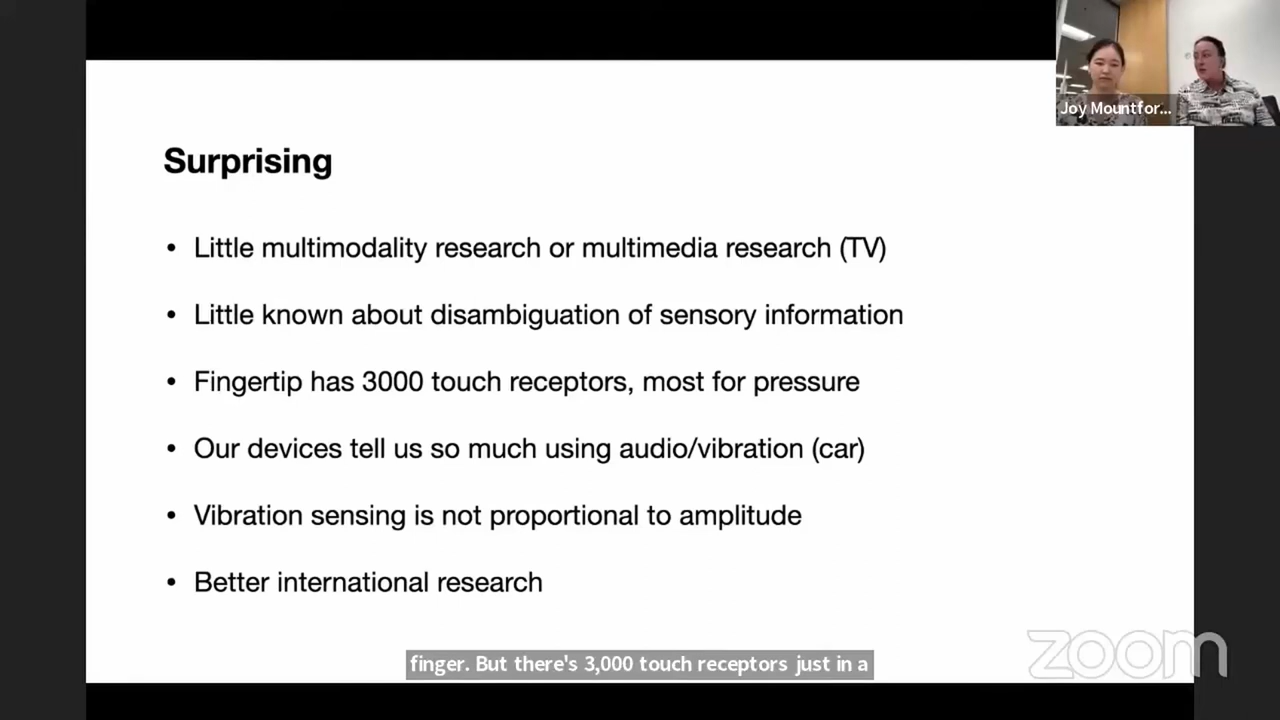 Joy Mountfor...
Surprising
• Little multimodality research or multimedia research (TV)
• Little known about disambiguation of sensory information
• Fingertip has 3000 touch receptors, most for pressure
• Our devices tell us so much using audio/vibration (car)
• Vibration sensing is not proportional to amplitude
• Better international research
finger. But there's 3,000 touch receptors just in a
zoom